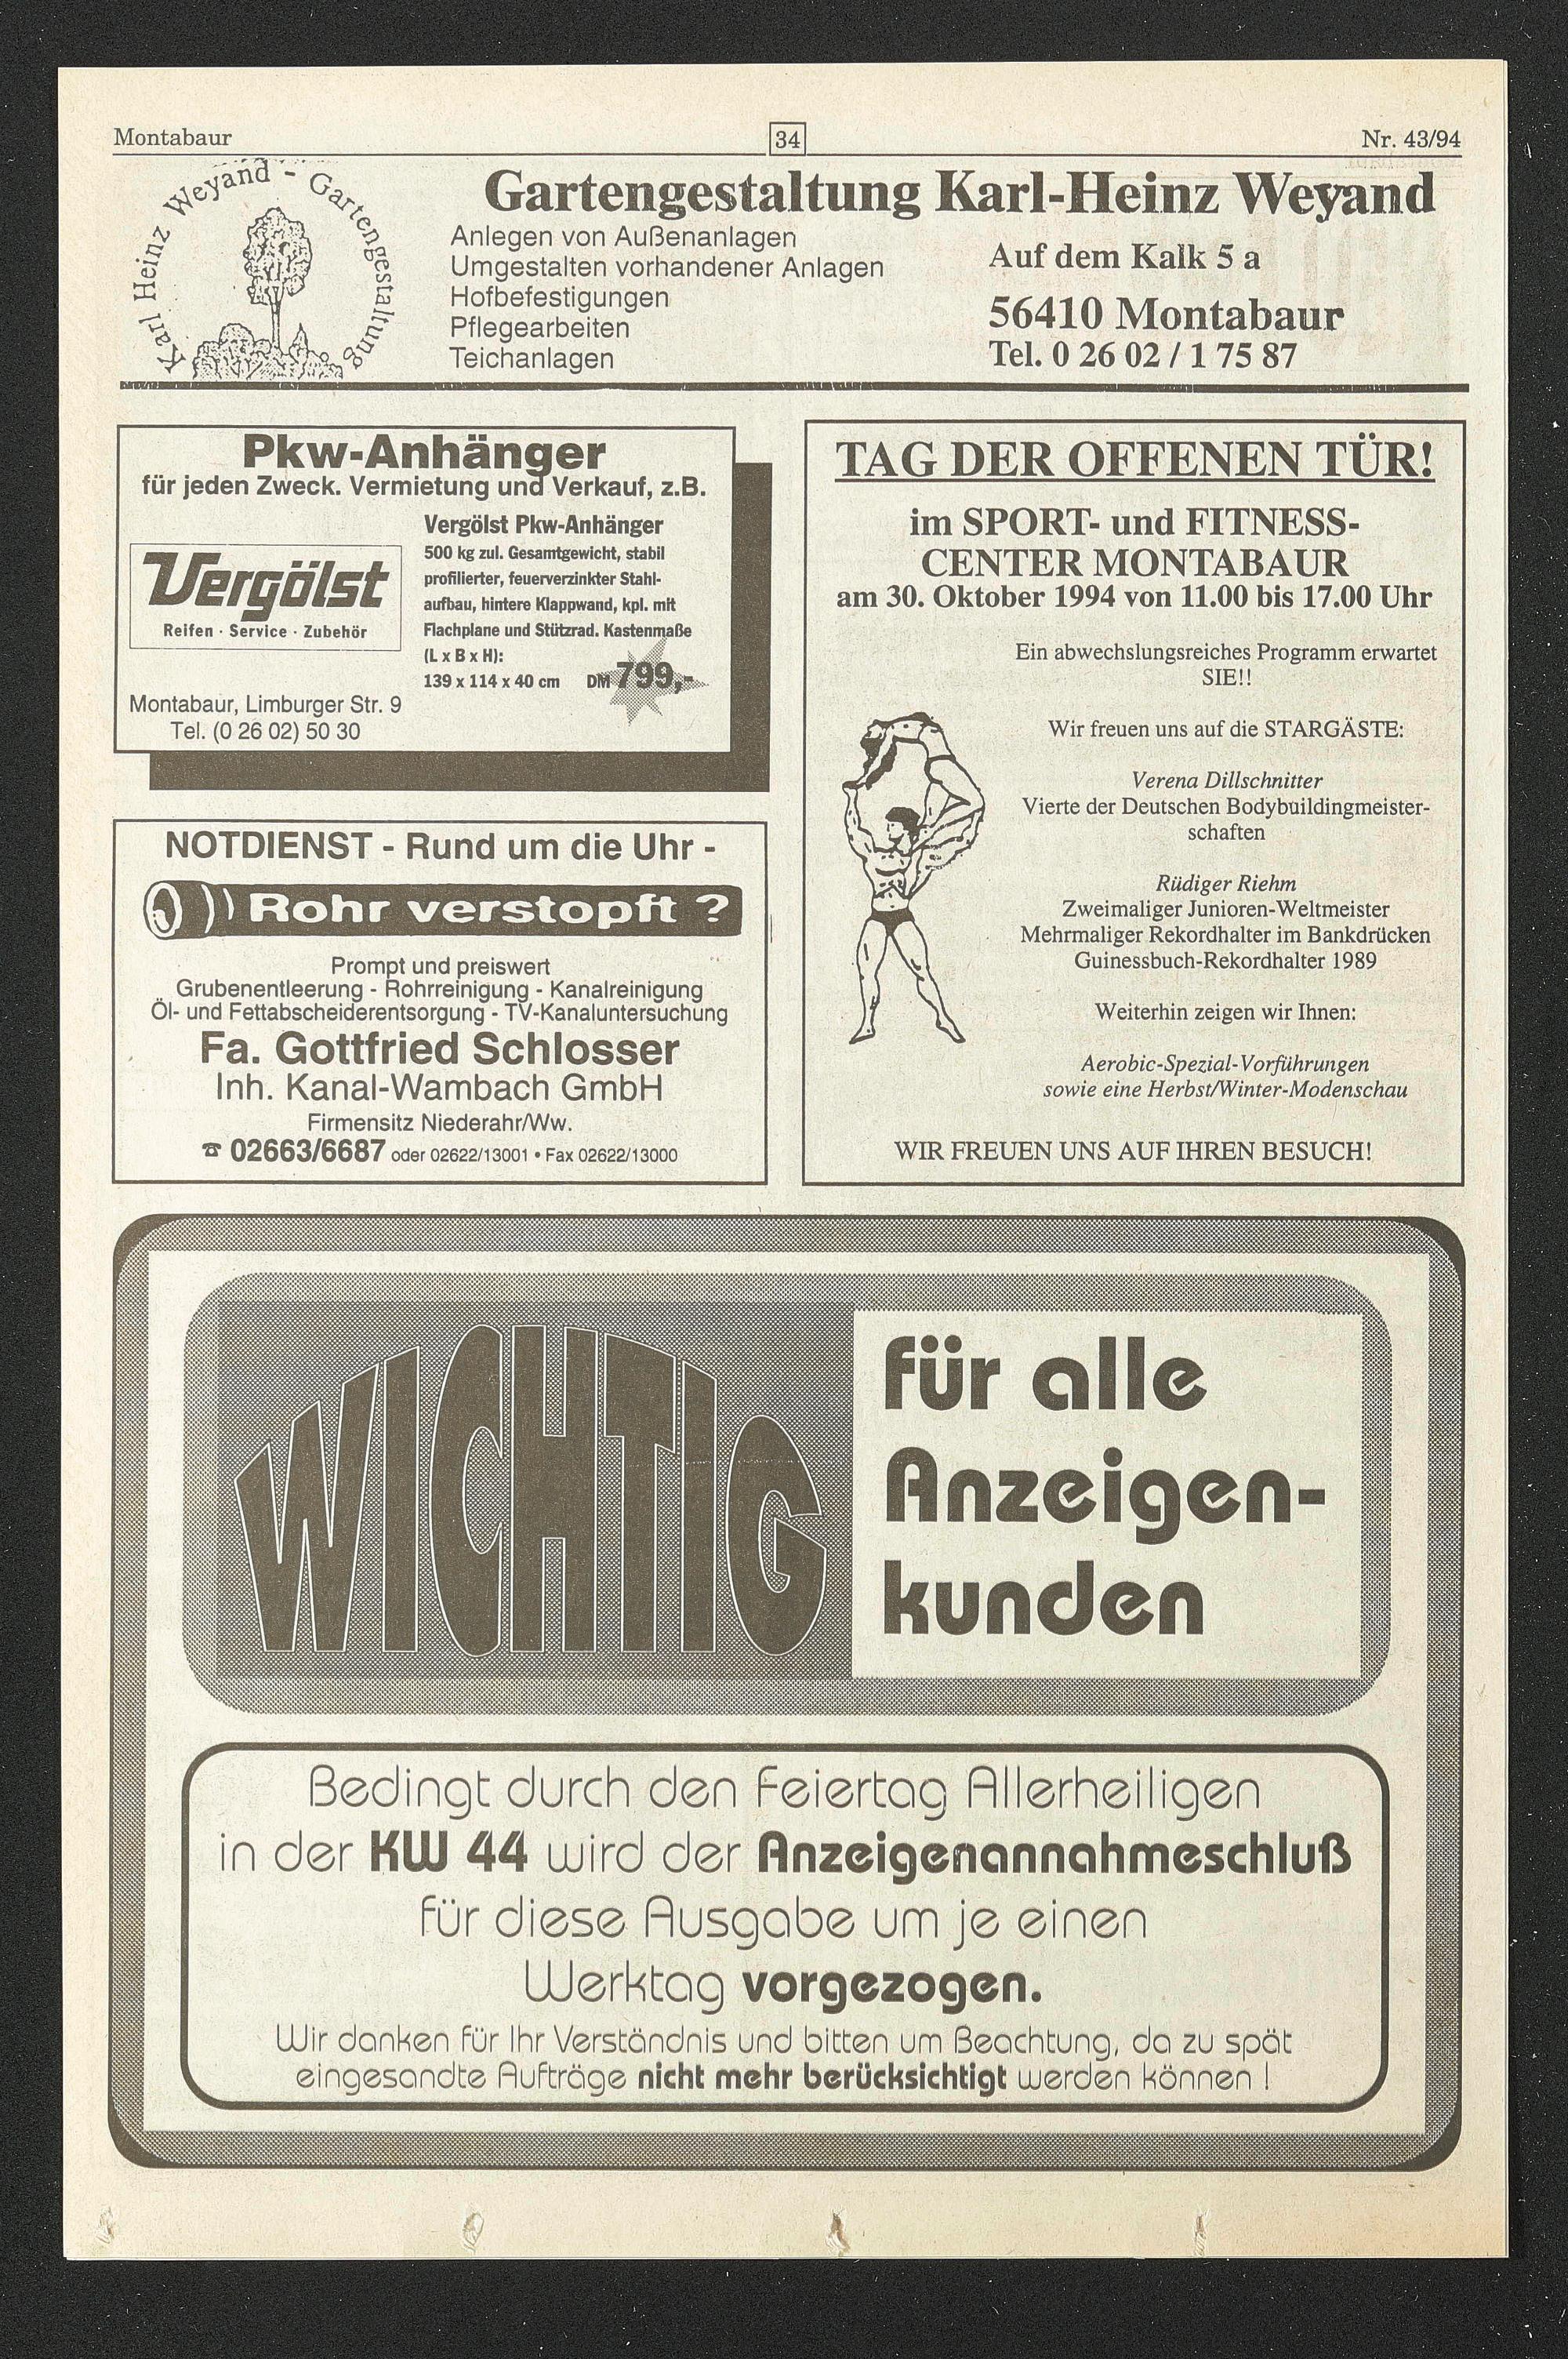 Montabaur
34
Nr. 43/94
Karl Heinz Weyand - Gartengestaltung
Gartengestaltung Karl-Heinz Weyand
Anlegen von Außenanlagen
Umgestalten vorhandener Anlagen
Hofbefestigungen
Pflegearbeiten
Teichanlagen
Auf dem Kalk 5 a
56410 Montabaur
Tel. 0 26 02 / 1 75 87
Pkw-Anhänger
für jeden Zweck. Vermietung und Verkauf, z.B.
Vergölst
Reifen · Service · Zubehör
Montabaur, Limburger Str. 9
Tel. (0 26 02) 50 30
Vergölst Pkw-Anhänger
500 kg zul. Gesamtgewicht, stabil
profilierter, feuerverzinkter Stahl-
aufbau, hintere Klappwand, kpl. mit
Flachplane und Stützrad. Kastenmaße
(L x B x H):
139 x 114 x 40 cm DM 799,-
NOTDIENST - Rund um die Uhr -
Rohr verstopft ?
Prompt und preiswert
Grubenentleerung - Rohrreinigung - Kanalreinigung
Öl- und Fettabscheiderentsorgung - TV-Kanaluntersuchung
Fa. Gottfried Schlosser
Inh. Kanal-Wambach GmbH
Firmensitz Niederahr/Ww.
☎ 02663/6687 oder 02622/13001 • Fax 02622/13000
TAG DER OFFENEN TÜR!
im SPORT- und FITNESS-
CENTER MONTABAUR
am 30. Oktober 1994 von 11.00 bis 17.00 Uhr
Ein abwechslungsreiches Programm erwartet
SIE!!
Wir freuen uns auf die STARGÄSTE:
Verena Dillschnitter
Vierte der Deutschen Bodybuildingmeister-
schaften
Rüdiger Riehm
Zweimaliger Junioren-Weltmeister
Mehrmaliger Rekordhalter im Bankdrücken
Guinessbuch-Rekordhalter 1989
Weiterhin zeigen wir Ihnen:
Aerobic-Spezial-Vorführungen
sowie eine Herbst/Winter-Modenschau
WIR FREUEN UNS AUF IHREN BESUCH!
WICHTIG
für alle
Anzeigen-
kunden
Bedingt durch den Feiertag Allerheiligen
in der KW 44 wird der Anzeigenannahmeschluß
für diese Ausgabe um je einen
Werktag vorgezogen.
Wir danken für Ihr Verständnis und bitten um Beachtung, da zu spät
eingesandte Aufträge nicht mehr berücksichtigt werden können !